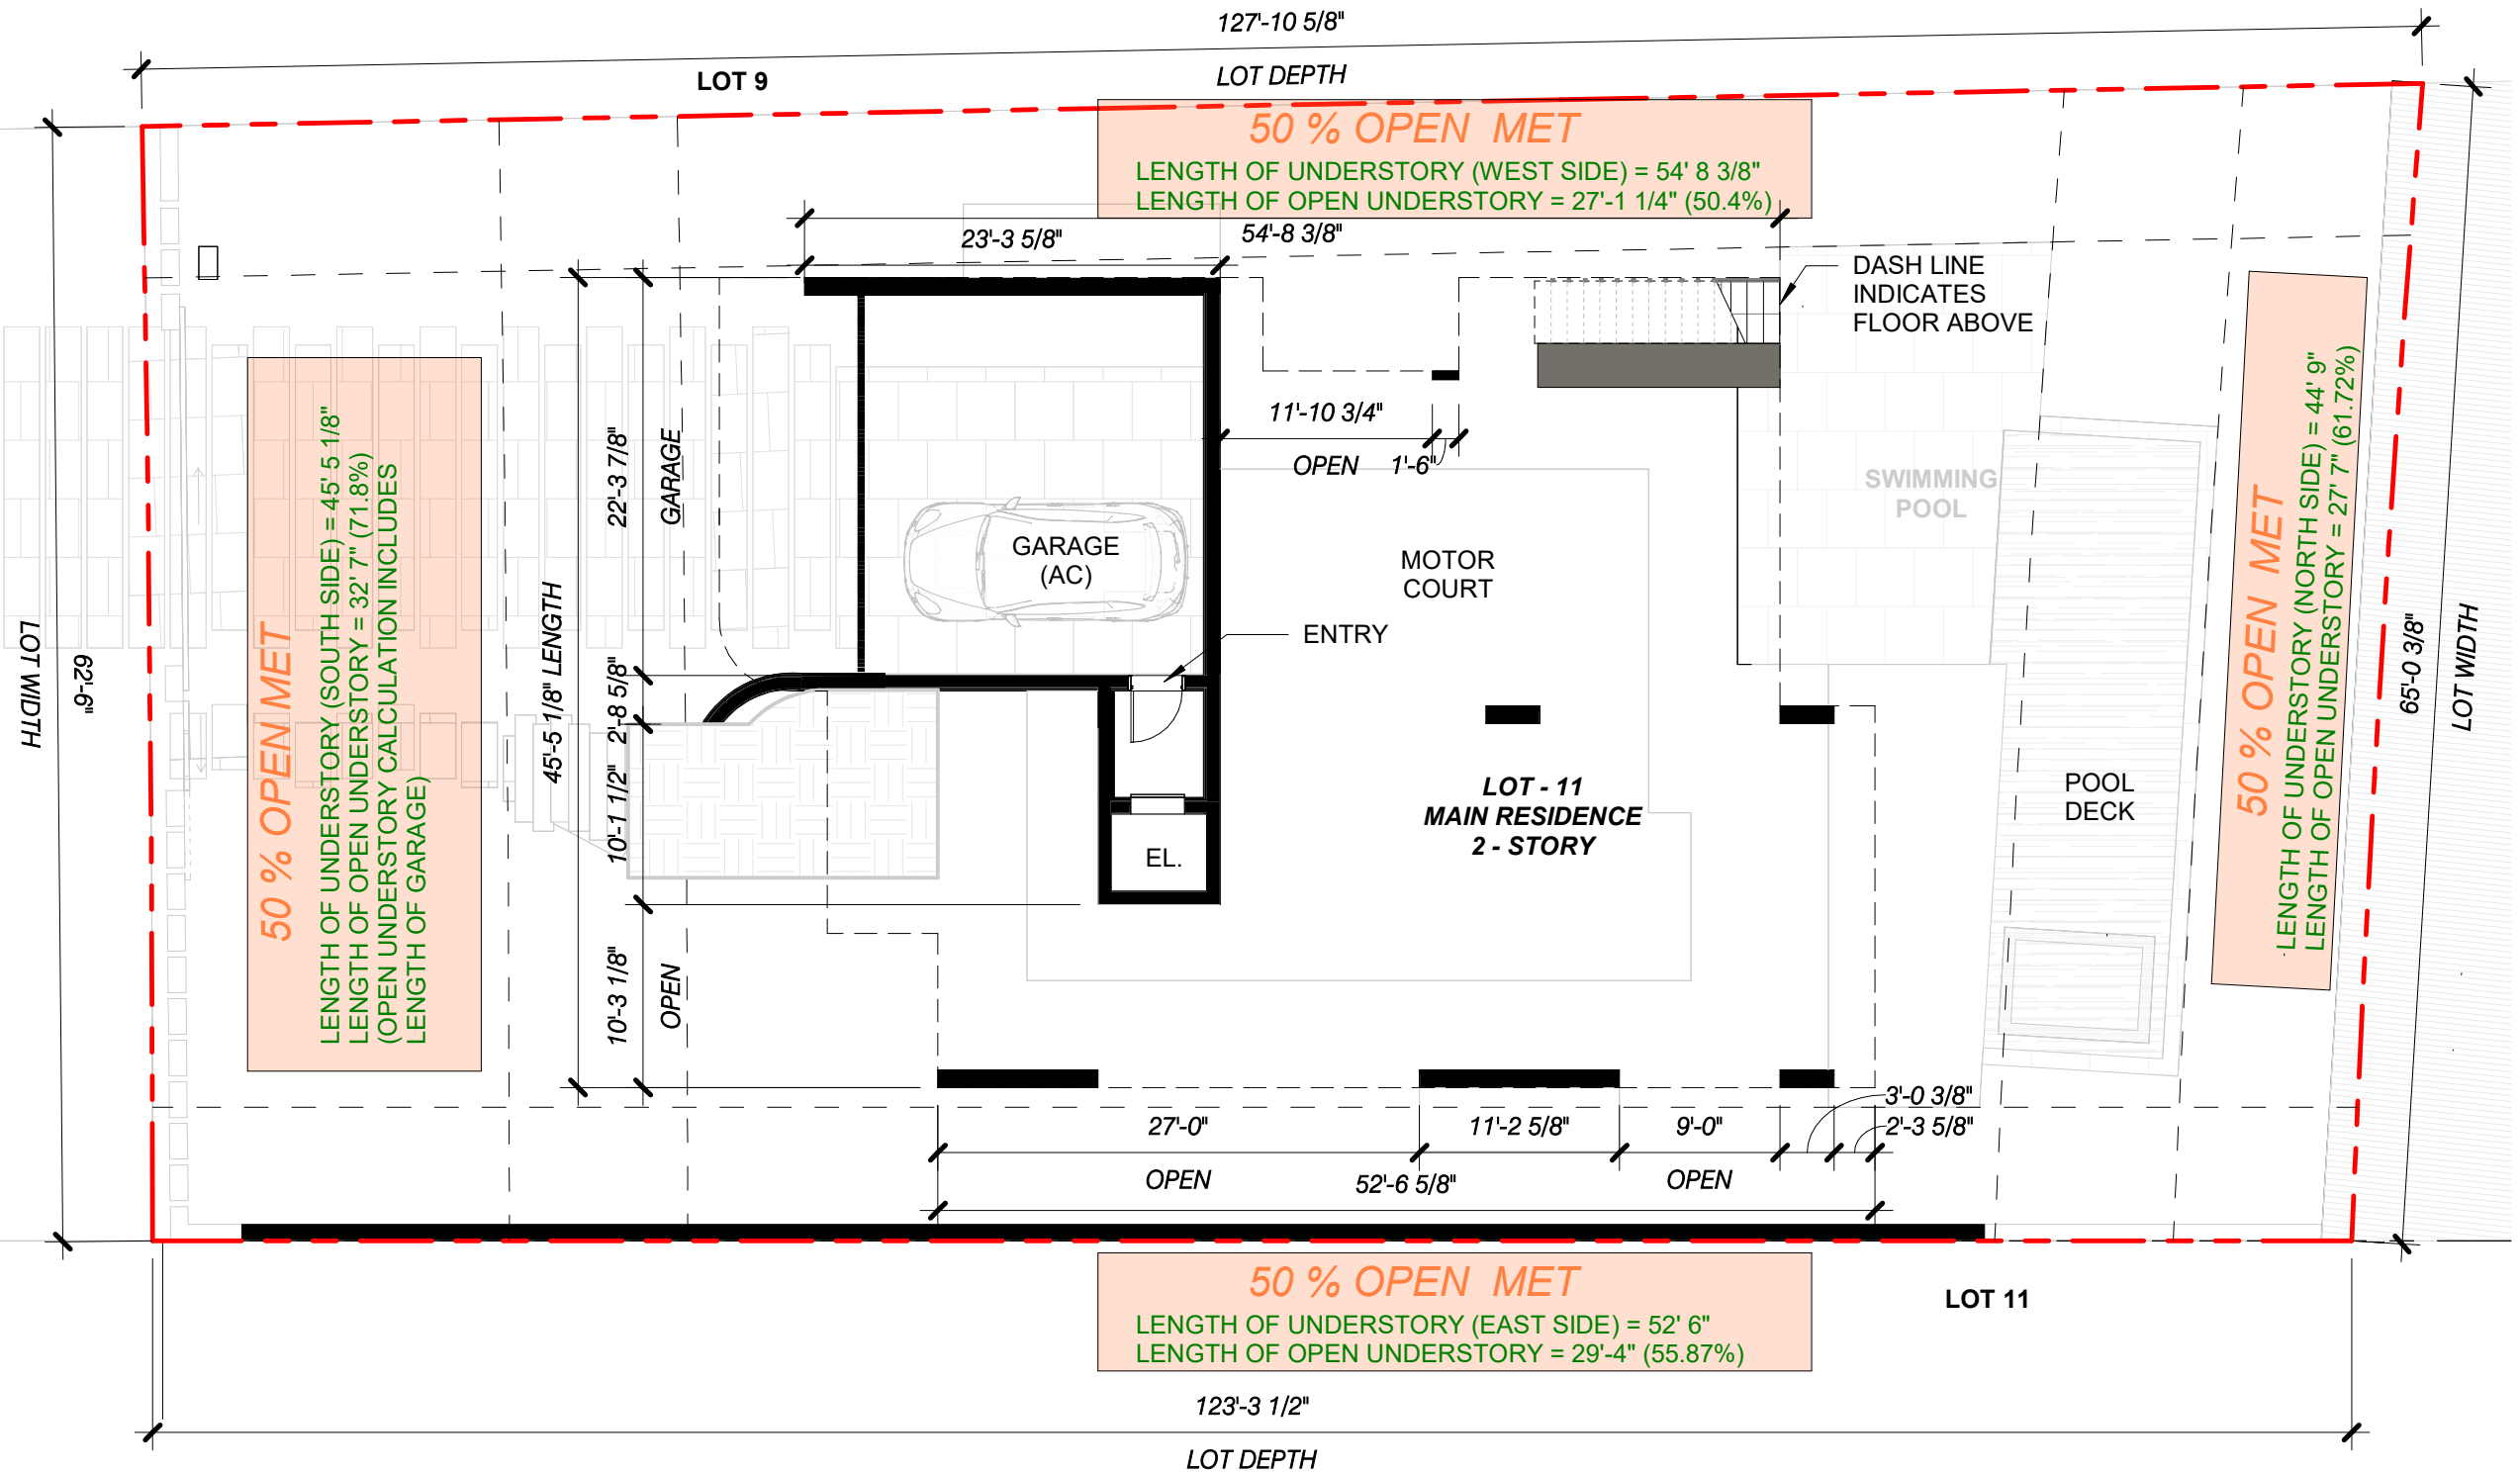 127'-10 5/8"
LOT 9
LOT DEPTH
50 % OPEN MET
LENGTH OF UNDERSTORY (WEST SIDE) = 54' 8 3/8"
LENGTH OF OPEN UNDERSTORY = 27'-1 1/4" (50.4%)
23'-3 5/8"
54'-8 3/8"
DASH LINE
INDICATES
FLOOR ABOVE
11'-10 3/4"
OPEN
1'-6"
22'-3 7/8"
GARAGE
GARAGE
(AC)
MOTOR
COURT
ENTRY
SWIMMING
POOL
50 % OPEN MET
LENGTH OF UNDERSTORY (SOUTH SIDE) = 45' 5 1/8"
LENGTH OF OPEN UNDERSTORY = 32' 7" (71.8%)
(OPEN UNDERSTORY CALCULATION INCLUDES
LENGTH OF GARAGE)
LOT WIDTH
62'-6"
45'-5 1/8" LENGTH
2'-8 5/8"
10'-1 1/2"
10'-3 1/8"
OPEN
EL.
LOT - 11
MAIN RESIDENCE
2 - STORY
POOL
DECK
50 % OPEN MET
LENGTH OF UNDERSTORY (NORTH SIDE) = 44' 9"
LENGTH OF OPEN UNDERSTORY = 27' 7" (61.72%)
65'-0 3/8"
LOT WIDTH
3'-0 3/8"
2'-3 5/8"
27'-0"
11'-2 5/8"
9'-0"
OPEN
52'-6 5/8"
OPEN
50 % OPEN MET
LENGTH OF UNDERSTORY (EAST SIDE) = 52' 6"
LENGTH OF OPEN UNDERSTORY = 29'-4" (55.87%)
LOT 11
123'-3 1/2"
LOT DEPTH